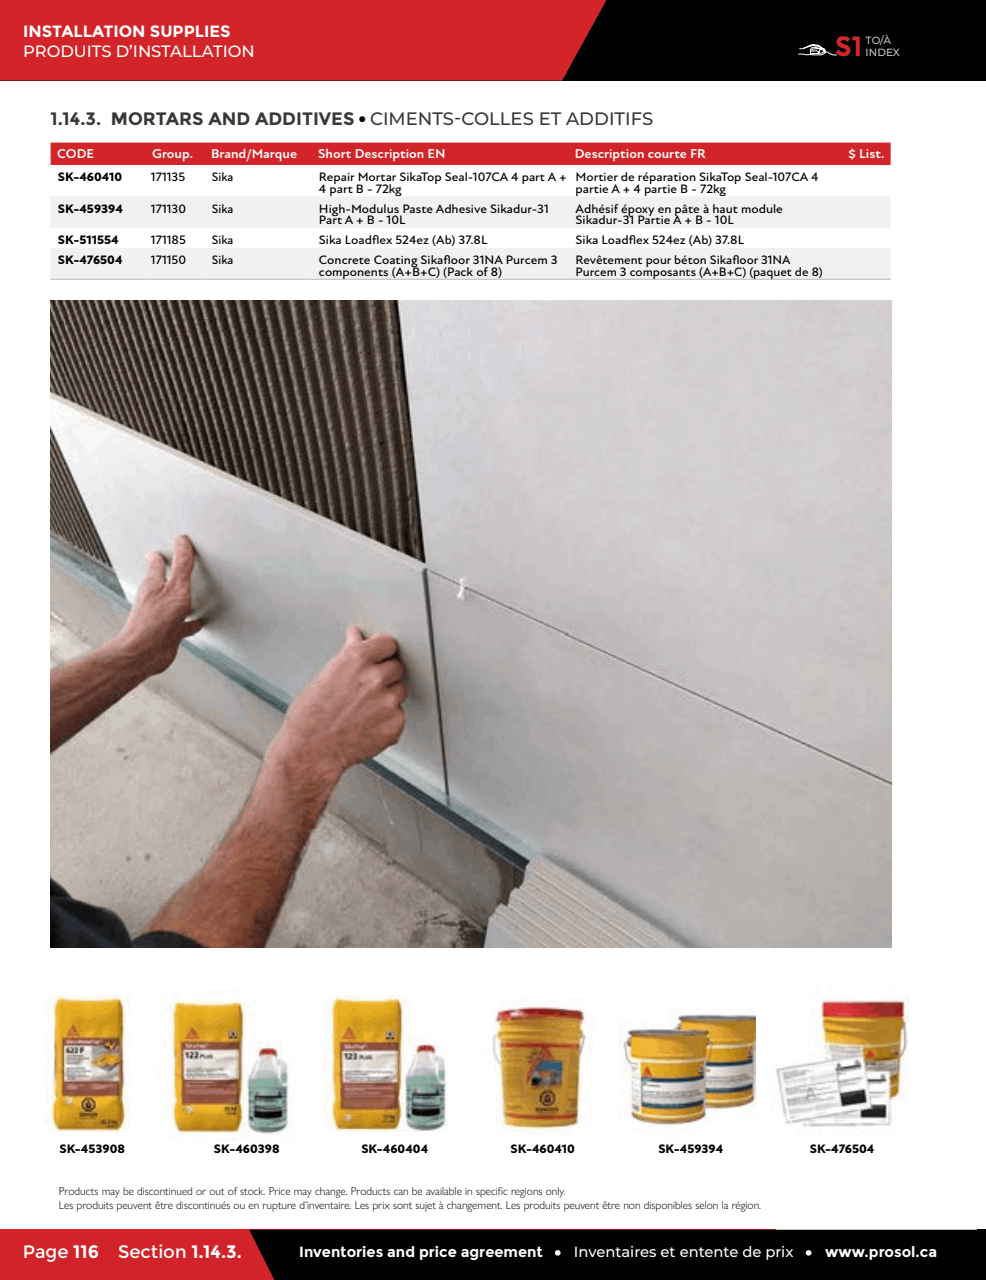 INSTALLATION SUPPLIES
PRODUITS D’INSTALLATION
S1 TO/À
INDEX
1.14.3. MORTARS AND ADDITIVES • CIMENTS-COLLES ET ADDITIFS
CODE Group. Brand/Marque Short Description EN Description courte FR $ List.
SK-460410 171135 Sika Repair Mortar SikaTop Seal-107CA 4 part A + Mortier de réparation SikaTop Seal-107CA 4
4 part B - 72kg partie A + 4 partie B - 72kg
SK-459394 171130 Sika High-Modulus Paste Adhesive Sikadur-31 Adhésif époxy en pâte à haut module
Part A + B - 10L Sikadur-31 Partie A + B - 10L
SK-511554 171185 Sika Sika Loadflex 524ez (Ab) 37.8L Sika Loadflex 524ez (Ab) 37.8L
SK-476504 171150 Sika Concrete Coating Sikafloor 31NA Purcem 3 Revêtement pour béton Sikafloor 31NA
components (A+B+C) (Pack of 8) Purcem 3 composants (A+B+C) (paquet de 8)
622 F
122 PLUS
123 PLUS
SK-453908 SK-460398 SK-460404 SK-460410 SK-459394 SK-476504
Products may be discontinued or out of stock. Price may change. Products can be available in specific regions only.
Les produits peuvent être discontinués ou en rupture d’inventaire. Les prix sont sujet à changement. Les produits peuvent être non disponibles selon la région.
Page 116 Section 1.14.3. Inventories and price agreement • Inventaires et entente de prix • www.prosol.ca